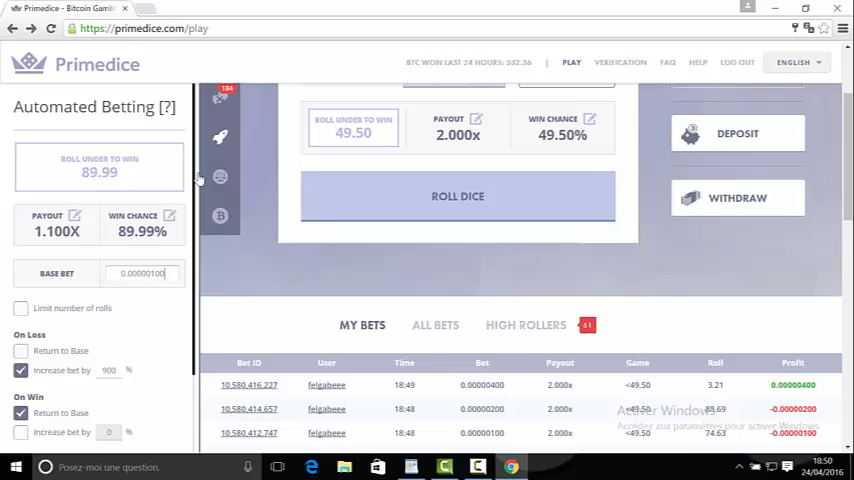 Primedice - Bitcoin Gamb
https://primedice.com/play
Primedice
BTC WON LAST 24 HOURS: 532.36
PLAY
VERIFICATION
FAQ
HELP
LOG OUT
ENGLISH
Automated Betting [?]
ROLL UNDER TO WIN
89.99
PAYOUT
1.100X
WIN CHANCE
89.99%
BASE BET
0.00000100
Limit number of rolls
On Loss
Return to Base
Increase bet by 900 %
On Win
Return to Base
Increase bet by 0 %
184
ROLL UNDER TO WIN
49.50
PAYOUT
2.000x
WIN CHANCE
49.50%
ROLL DICE
DEPOSIT
WITHDRAW
MY BETS
ALL BETS
HIGH ROLLERS
61
Bet ID User Time Bet Payout Game Roll Profit
10.580.416.227 felgabeee 18:49 0.00000400 2.000x <49.50 3.21 0.00000400
10.580.414.657 felgabeee 18:48 0.00000200 2.000x <49.50 88.69 -0.00000200
10.580.412.747 felgabeee 18:48 0.00000100 2.000x <49.50 74.63 -0.00000100
Activer Windows
Accédez aux paramètres pour activer Windows.
Posez-moi une question.
18:50
24/04/2016